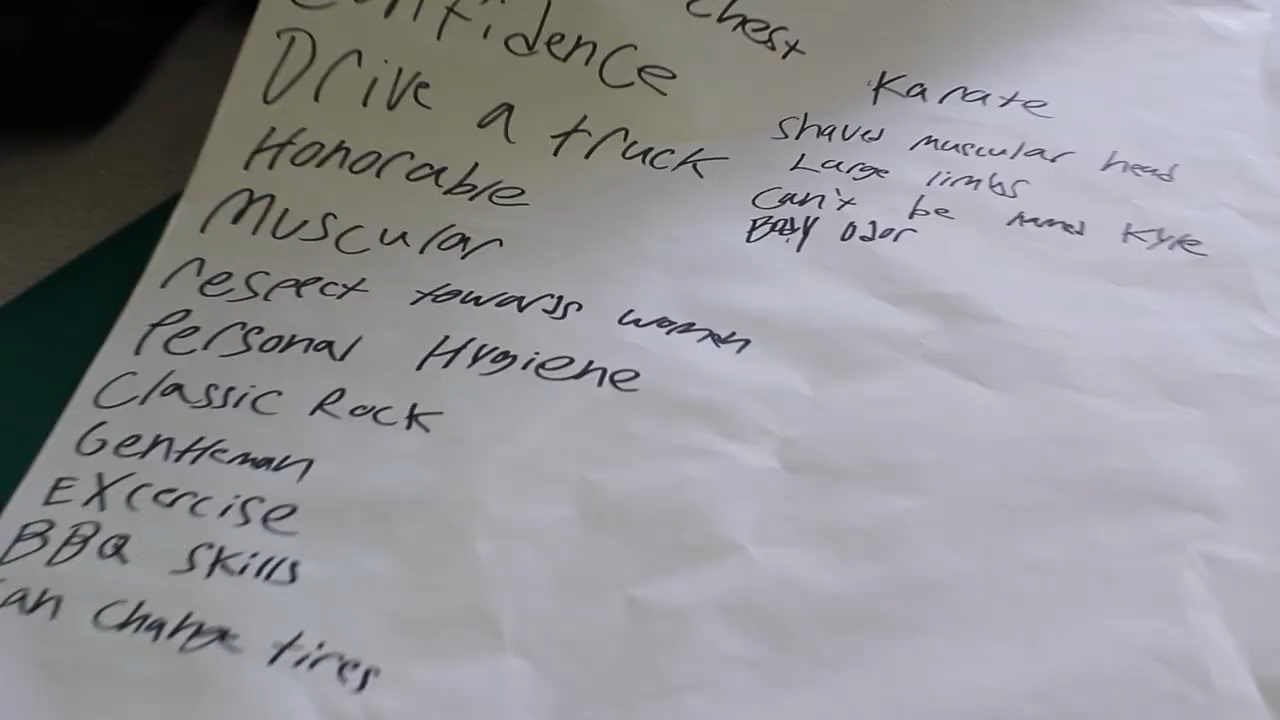 Confidence
Drive a truck
Honorable
Muscular
respect towards women
Personal Hygiene
Classic Rock
Gentleman
EXcercise
BBQ skills
an change tires
chest
Karate
shaved muscular head
Large limbs
Can't be named Kyle
Body odor